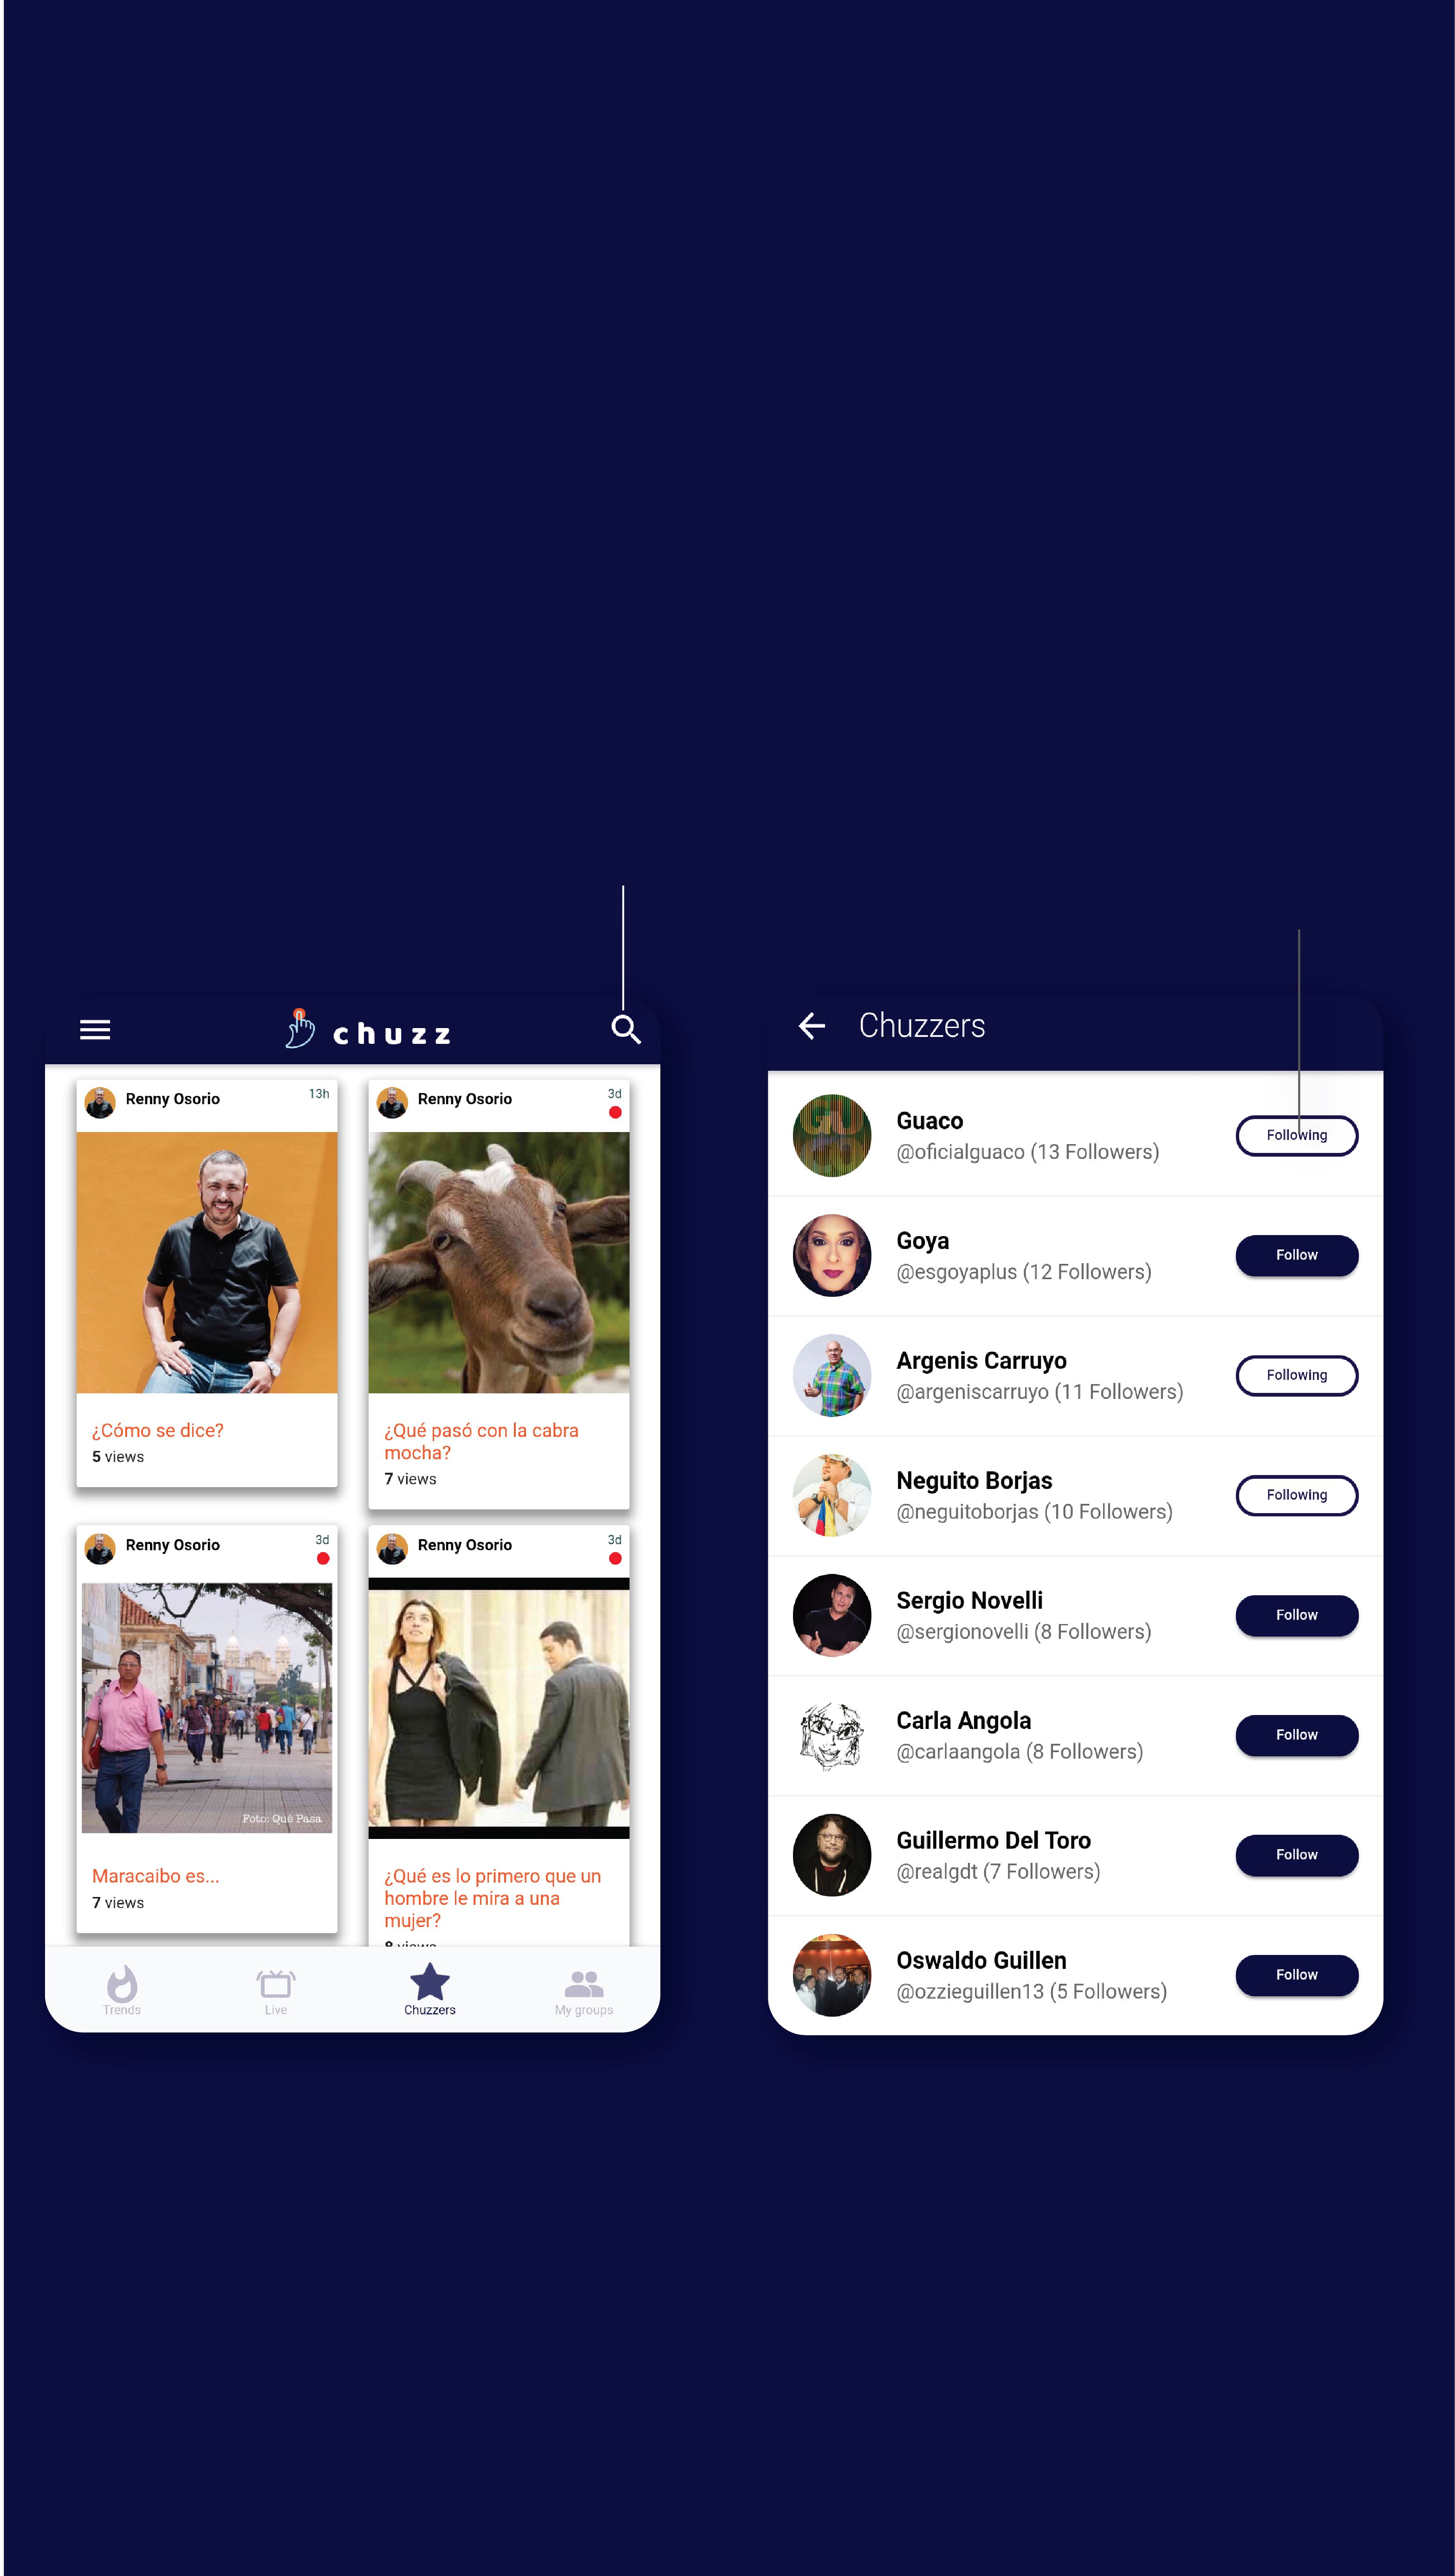 chuzz
Renny Osorio
13h
¿Cómo se dice?
5 views
Renny Osorio
3d
¿Qué pasó con la cabra
mocha?
7 views
Renny Osorio
3d
Foto: Qué Pasa
Maracaibo es...
7 views
Renny Osorio
3d
¿Qué es lo primero que un
hombre le mira a una
mujer?
8 views
Trends
Live
Chuzzers
My groups
Chuzzers
Guaco
@oficialguaco (13 Followers)
Following
Goya
@esgoyaplus (12 Followers)
Follow
Argenis Carruyo
@argeniscarruyo (11 Followers)
Following
Neguito Borjas
@neguitoborjas (10 Followers)
Following
Sergio Novelli
@sergionovelli (8 Followers)
Follow
Carla Angola
@carlaangola (8 Followers)
Follow
Guillermo Del Toro
@realgdt (7 Followers)
Follow
Oswaldo Guillen
@ozzieguillen13 (5 Followers)
Follow